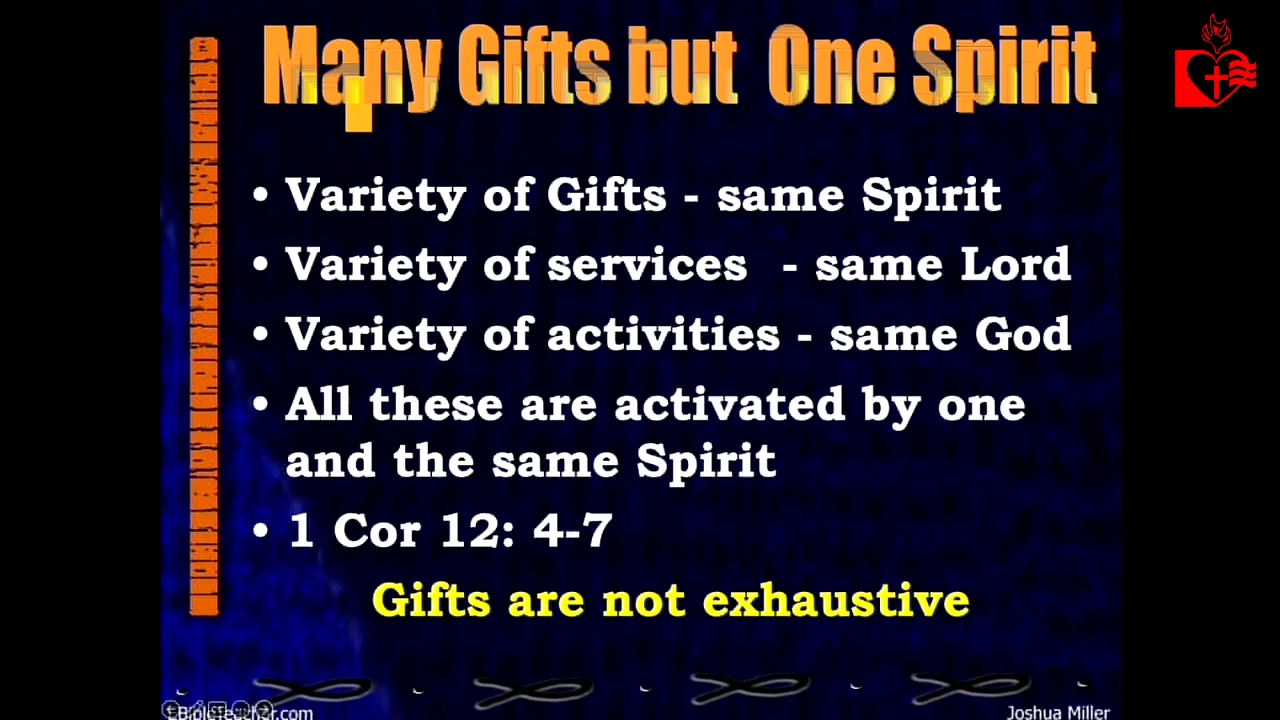 Many Gifts but One Spirit
• Variety of Gifts - same Spirit
• Variety of services - same Lord
• Variety of activities - same God
• All these are activated by one
and the same Spirit
• 1 Cor 12: 4-7
Gifts are not exhaustive
Joshua Miller